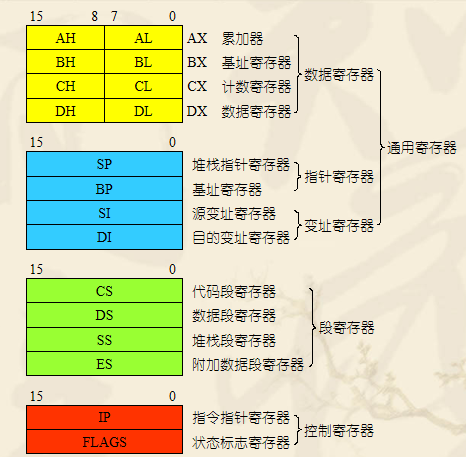 15 8 7 0
AH AL AX 累加器
BH BL BX 基址寄存器
CH CL CX 计数寄存器
DH DL DX 数据寄存器
数据寄存器
通用寄存器
15 0
SP 堆栈指针寄存器
BP 基址寄存器
指针寄存器
SI 源变址寄存器
DI 目的变址寄存器
变址寄存器
15 0
CS 代码段寄存器
DS 数据段寄存器
SS 堆栈段寄存器
ES 附加数据段寄存器
段寄存器
15 0
IP 指令指针寄存器
FLAGS 状态标志寄存器
控制寄存器